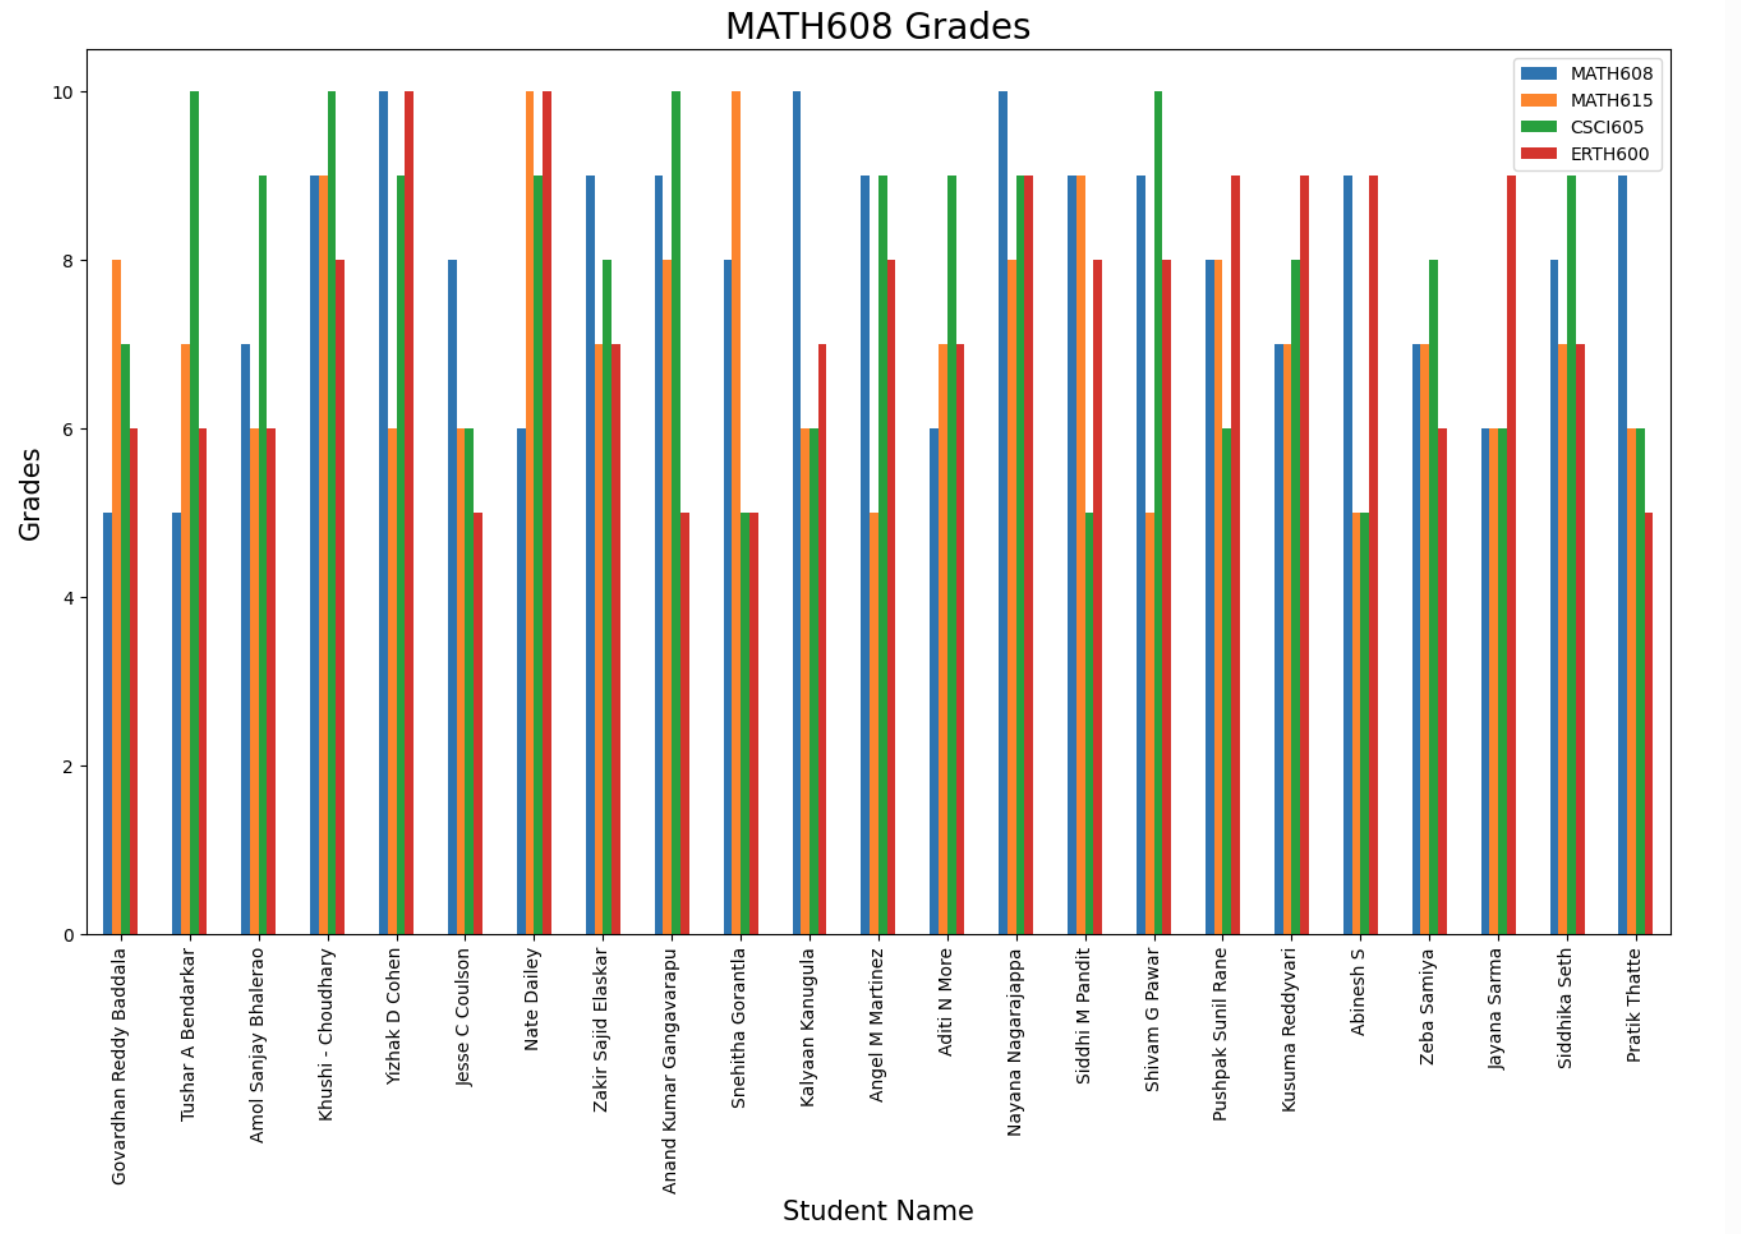 MATH608 Grades
MATH608
MATH615
CSCI605
ERTH600
10
8
6
4
2
0
Grades
Govardhan Reddy Baddala
Tushar A Bendarkar
Amol Sanjay Bhalerao
Khushi - Choudhary
Yizhak D Cohen
Jesse C Coulson
Nate Dailey
Zakir Sajid Elaskar
Anand Kumar Gangavarapu
Snehitha Gorantla
Kalyaan Kanugula
Angel M Martinez
Aditi N More
Nayana Nagarajappa
Siddhi M Pandit
Shivam G Pawar
Pushpak Sunil Rane
Kusuma Reddyvari
Abinesh S
Zeba Samiya
Jayana Sarma
Siddhika Seth
Pratik Thatte
Student Name